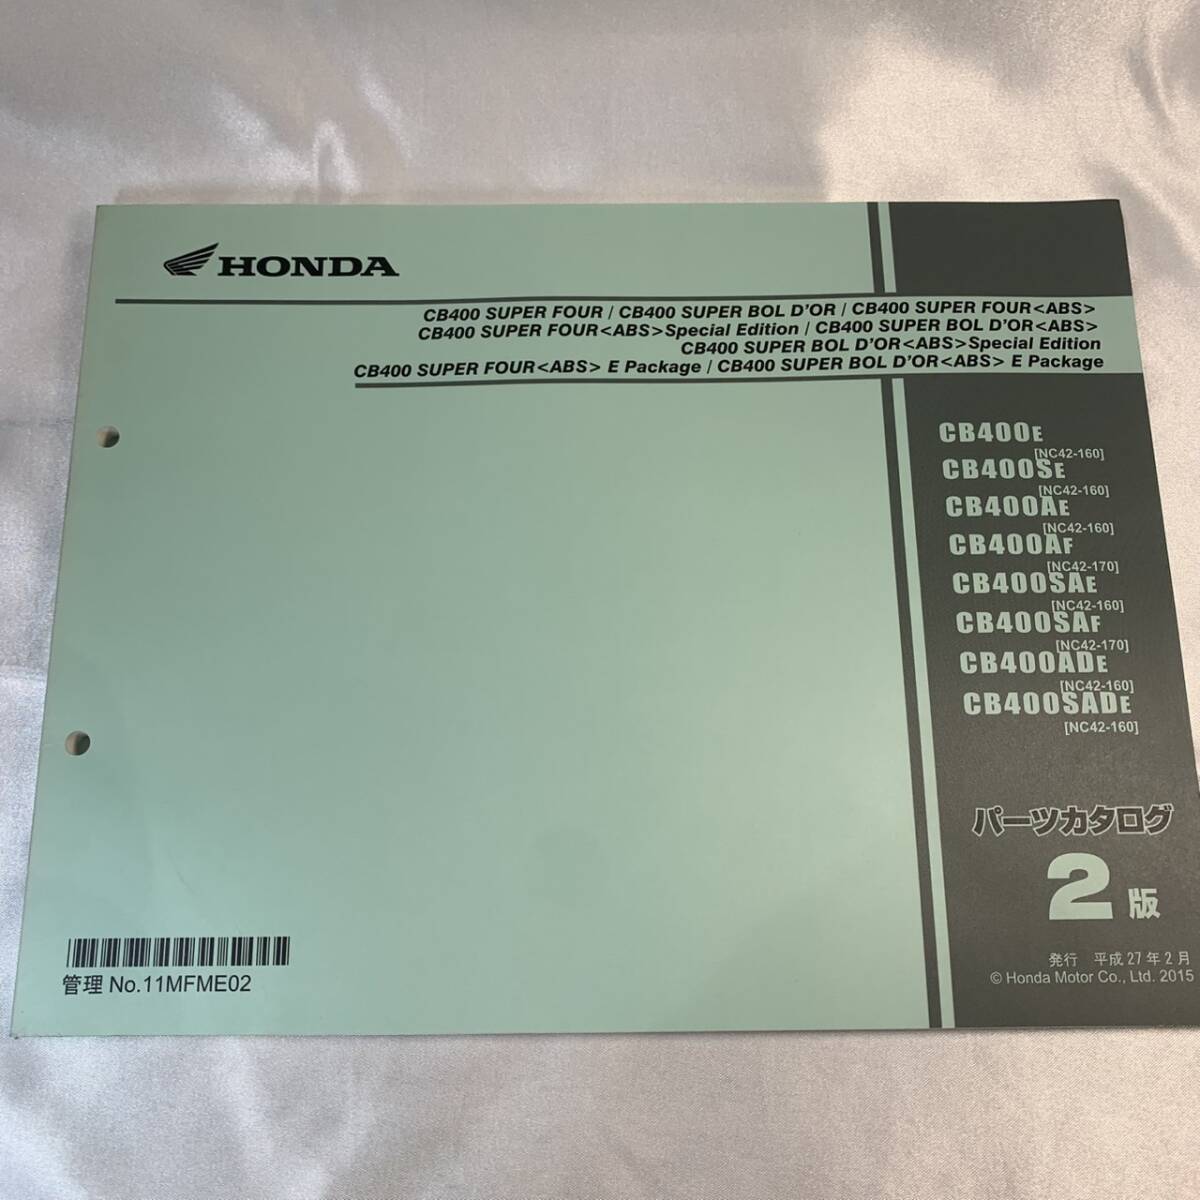 HONDA
CB400 SUPER FOUR / CB400 SUPER BOL D'OR / CB400 SUPER FOUR<ABS>
CB400 SUPER FOUR<ABS>Special Edition / CB400 SUPER BOL D'OR<ABS>
CB400 SUPER BOL D'OR<ABS>Special Edition
CB400 SUPER FOUR<ABS> E Package / CB400 SUPER BOL D'OR<ABS> E Package
CB400E
[NC42-160]
CB400SE
[NC42-160]
CB400AE
[NC42-160]
CB400AF
[NC42-170]
CB400SAE
[NC42-160]
CB400SAF
[NC42-170]
CB400ADE
[NC42-160]
CB400SADE
[NC42-160]
パーツカタログ
2版
発行 平成27年2月
© Honda Motor Co., Ltd. 2015
管理 No.11MFME02